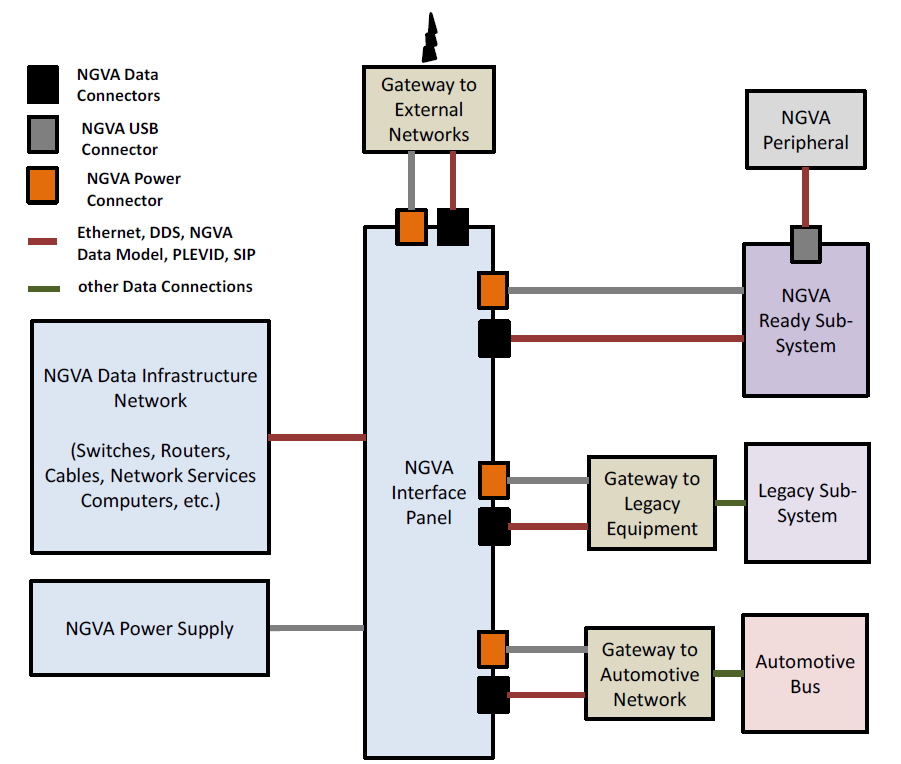 NGVA Data
Connectors
NGVA USB
Connector
NGVA Power
Connector
Ethernet, DDS, NGVA
Data Model, PLEVID, SIP
other Data Connections
Gateway to
External
Networks
NGVA
Peripheral
NGVA
Ready Sub-
System
NGVA Data Infrastructure
Network
(Switches, Routers,
Cables, Network Services
Computers, etc.)
NGVA
Interface
Panel
Gateway to
Legacy
Equipment
Legacy Sub-
System
NGVA Power Supply
Gateway to
Automotive
Network
Automotive
Bus